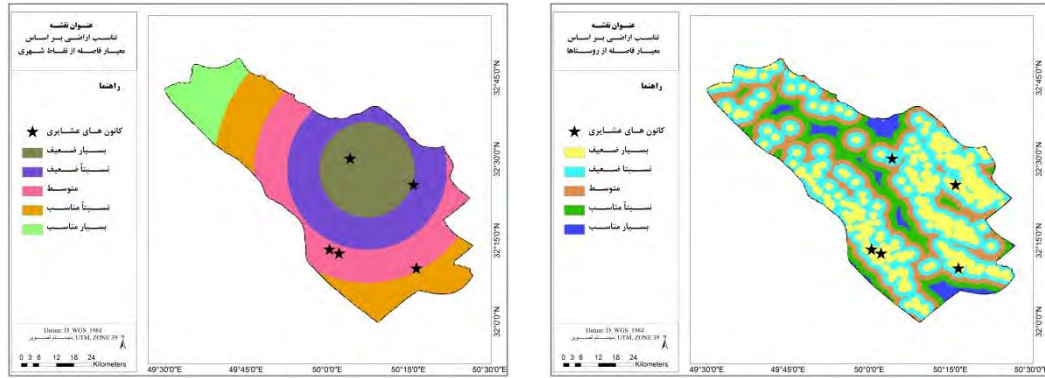 عنوان نقشه
تناسب اراضی بر اساس
معیار فاصله از نقاط شهری
راهنما
کانون های عشایری
بسیار ضعیف
نسبتاً ضعیف
متوسط
نسبتاً مناسب
بسیار مناسب
Datum: D_WGS_1984
سیستم تصویر: UTM, ZONE 39
N
0 3 6 12 18 24
Kilometers
32°45'0"N
32°30'0"N
32°15'0"N
32°0'0"N
49°30'0"E 49°45'0"E 50°0'0"E 50°15'0"E 50°30'0"E
عنوان نقشه
تناسب اراضی بر اساس
معیار فاصله از روستاها
راهنما
کانون های عشایری
بسیار ضعیف
نسبتاً ضعیف
متوسط
نسبتاً مناسب
بسیار مناسب
Datum: D_WGS_1984
سیستم تصویر: UTM, ZONE 39
N
0 3 6 12 18 24
Kilometers
32°45'0"N
32°30'0"N
32°15'0"N
32°0'0"N
49°30'0"E 49°45'0"E 50°0'0"E 50°15'0"E 50°30'0"E